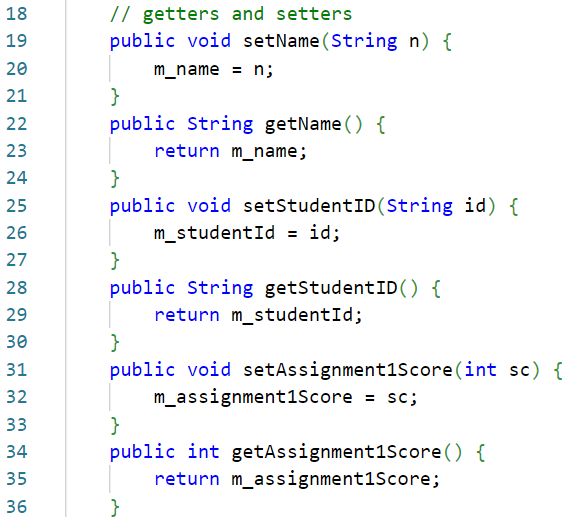 18 // getters and setters
19 public void setName(String n) {
20 m_name = n;
21 }
22 public String getName() {
23 return m_name;
24 }
25 public void setStudentID(String id) {
26 m_studentId = id;
27 }
28 public String getStudentID() {
29 return m_studentId;
30 }
31 public void setAssignment1Score(int sc) {
32 m_assignment1Score = sc;
33 }
34 public int getAssignment1Score() {
35 return m_assignment1Score;
36 }